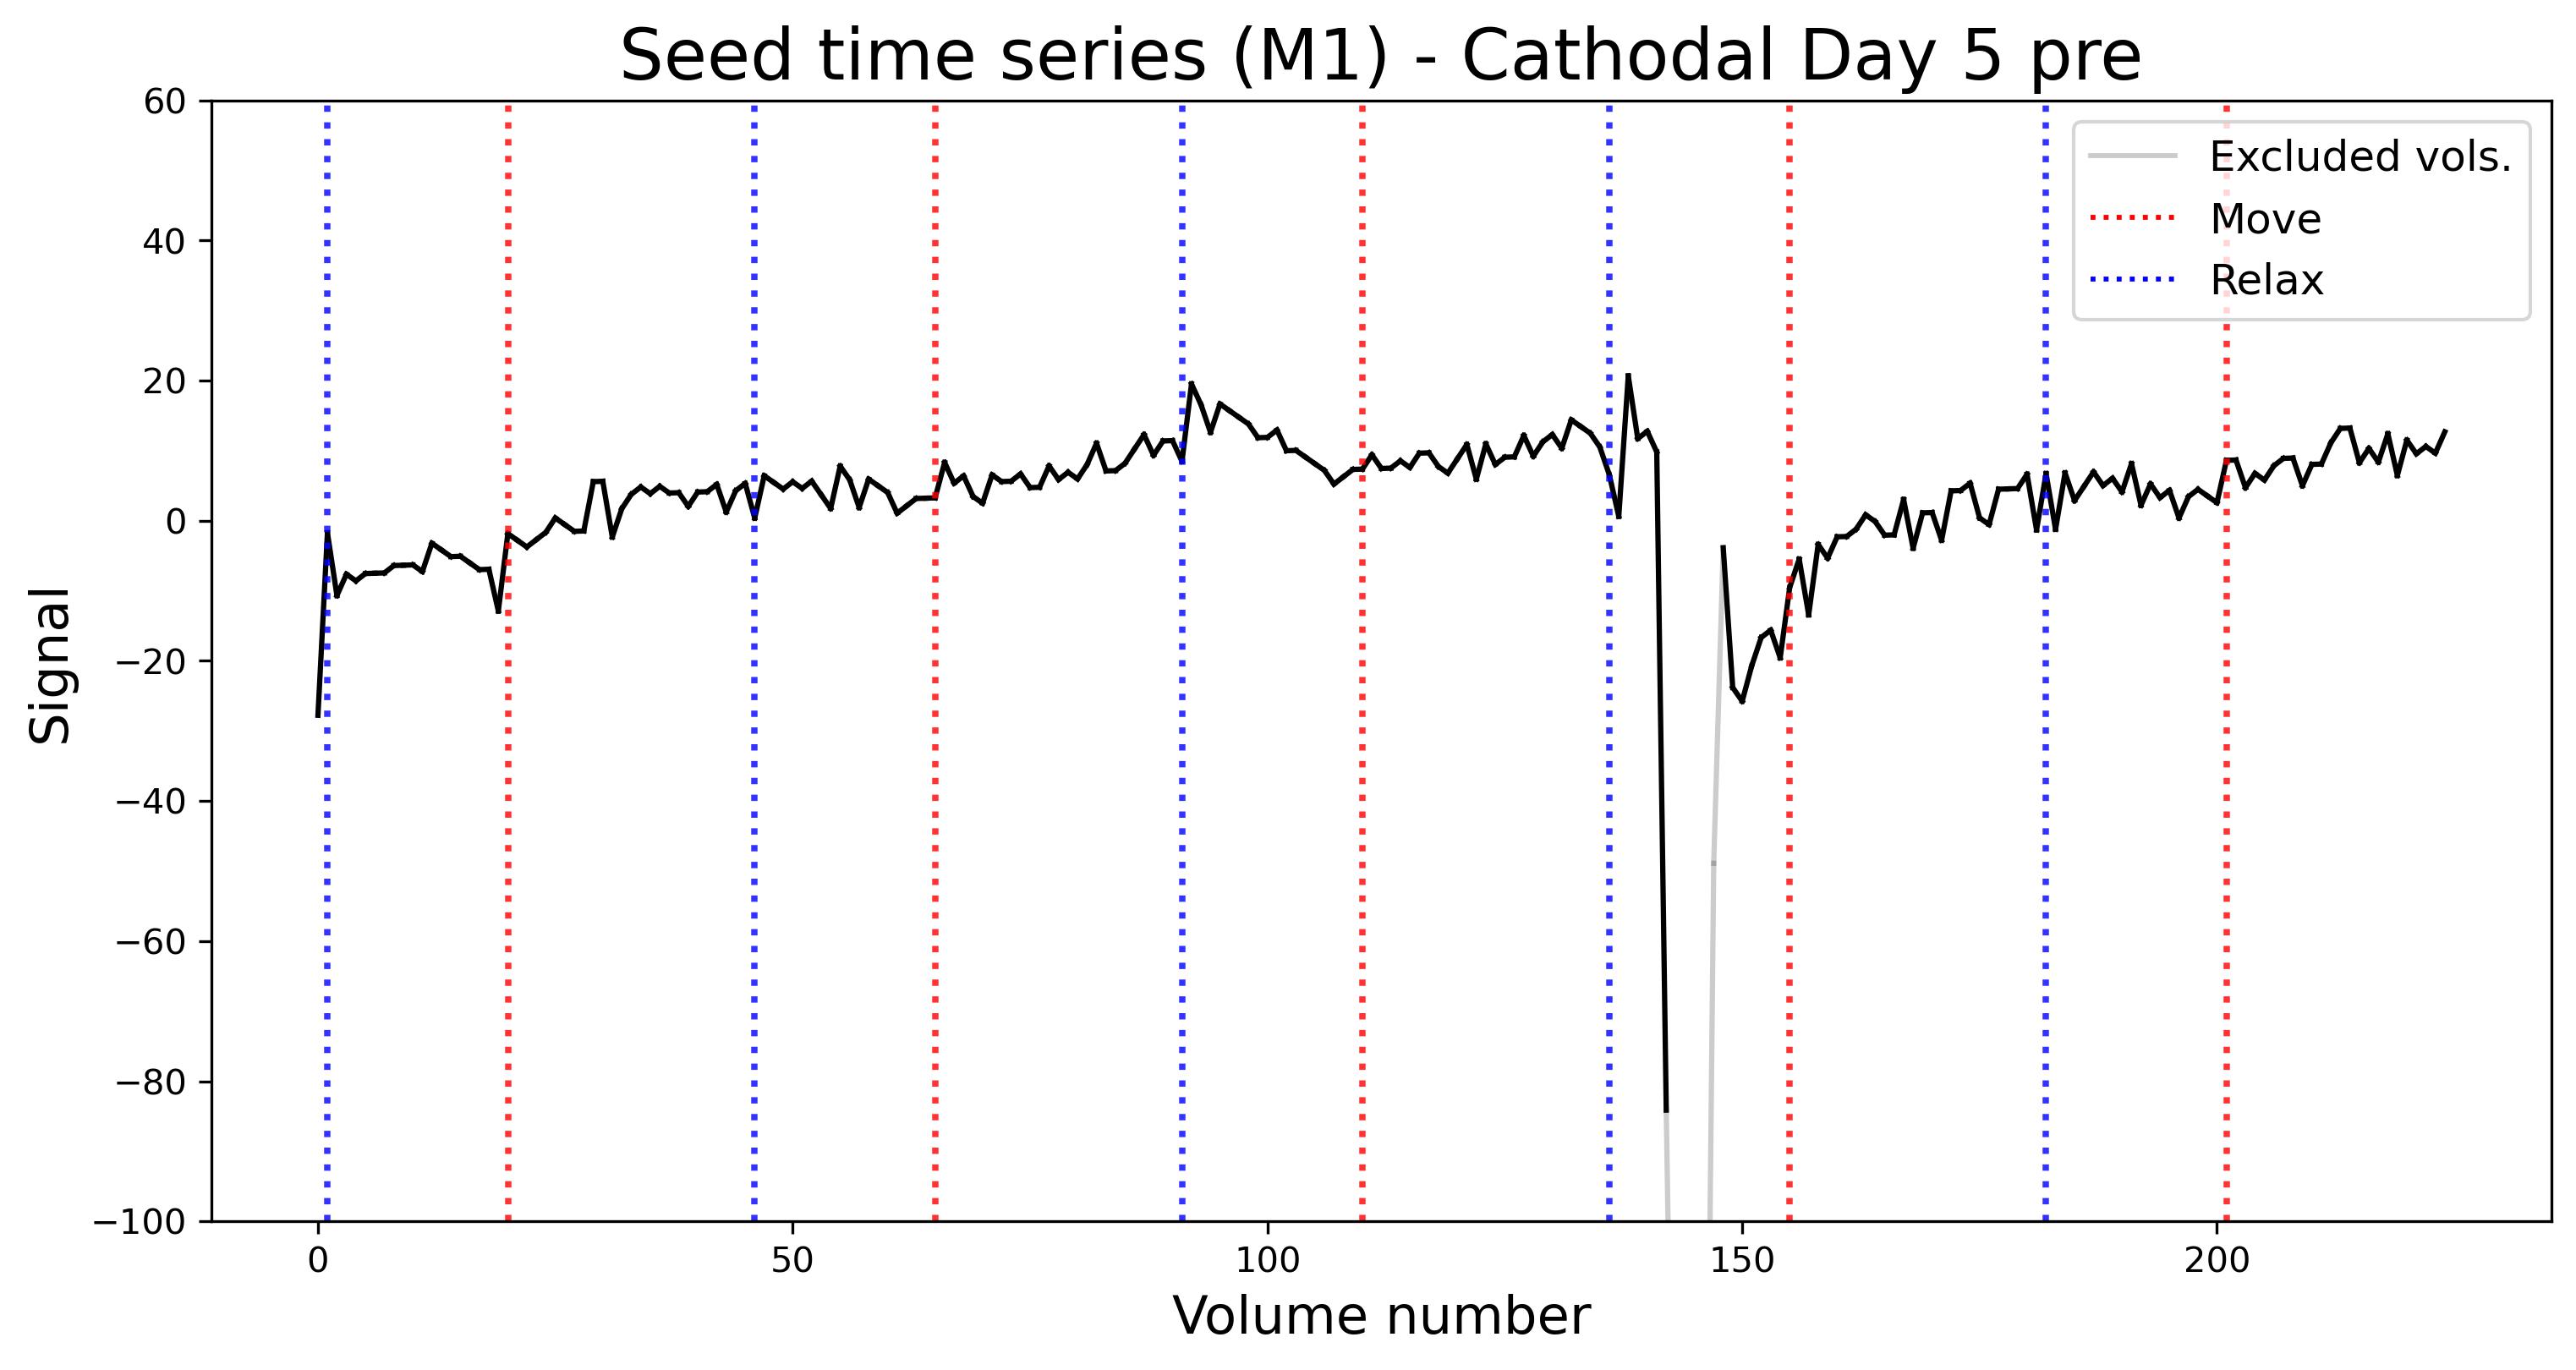 Seed time series (M1) - Cathodal Day 5 pre
60
40
20
0
−20
−40
−60
−80
−100
Signal
Excluded vols.
Move
Relax
0 50 100 150 200
Volume number